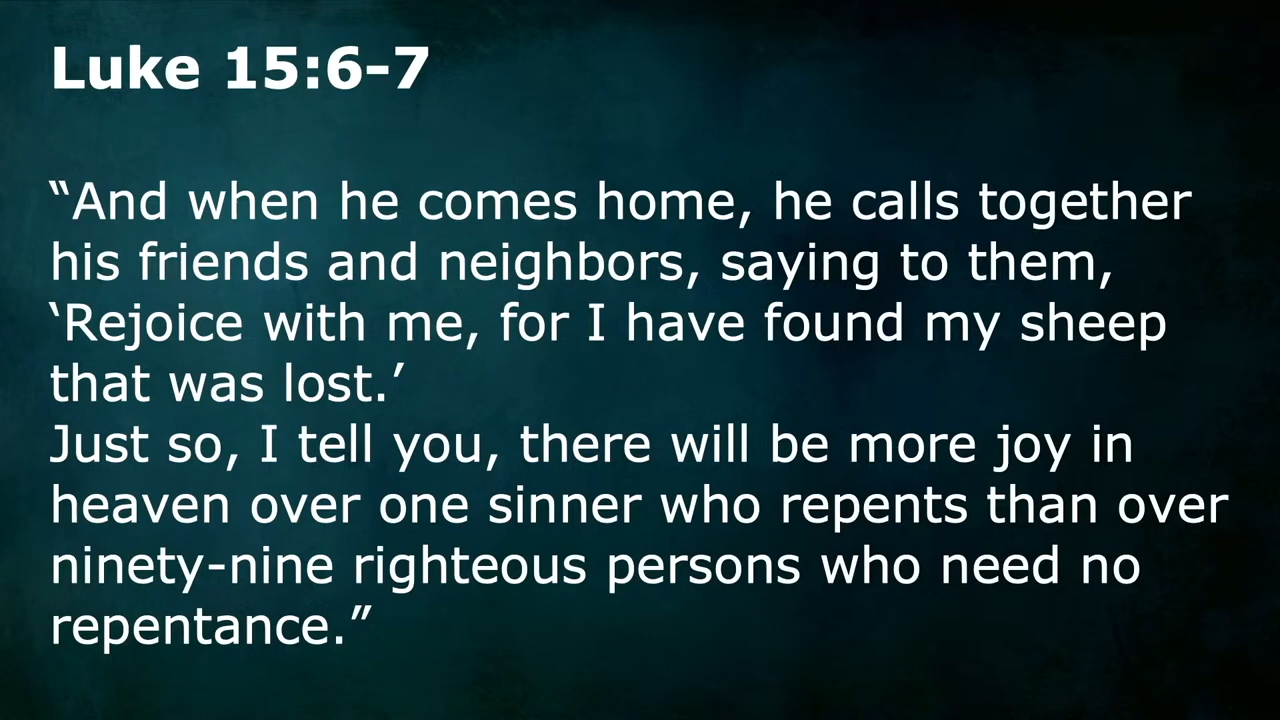 Luke 15:6-7
“And when he comes home, he calls together
his friends and neighbors, saying to them,
‘Rejoice with me, for I have found my sheep
that was lost.’
Just so, I tell you, there will be more joy in
heaven over one sinner who repents than over
ninety-nine righteous persons who need no
repentance.”